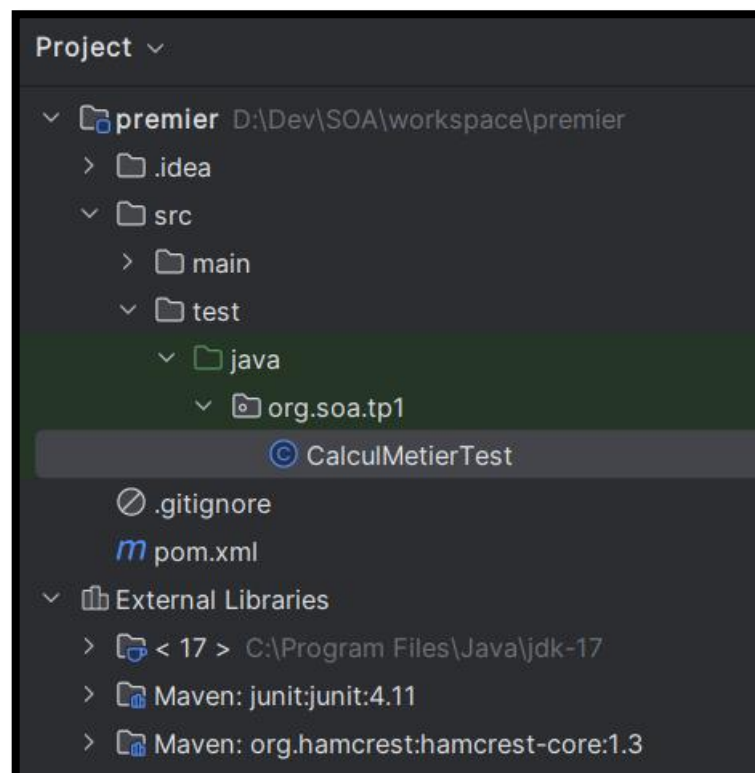 Project
premier D:\Dev\SOA\workspace\premier
.idea
src
main
test
java
org.soa.tp1
CalculMetierTest
.gitignore
pom.xml
External Libraries
< 17 > C:\Program Files\Java\jdk-17
Maven: junit:junit:4.11
Maven: org.hamcrest:hamcrest-core:1.3